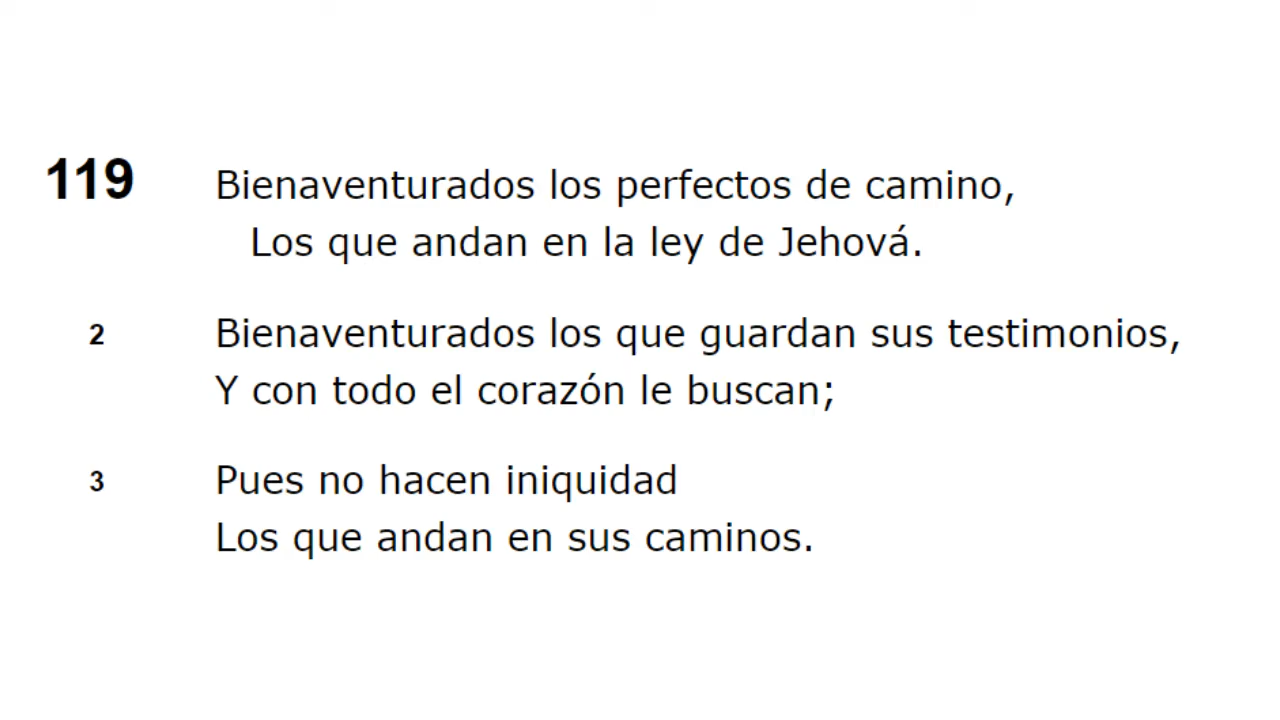 119 Bienaventurados los perfectos de camino,
Los que andan en la ley de Jehová.
2 Bienaventurados los que guardan sus testimonios,
Y con todo el corazón le buscan;
3 Pues no hacen iniquidad
Los que andan en sus caminos.